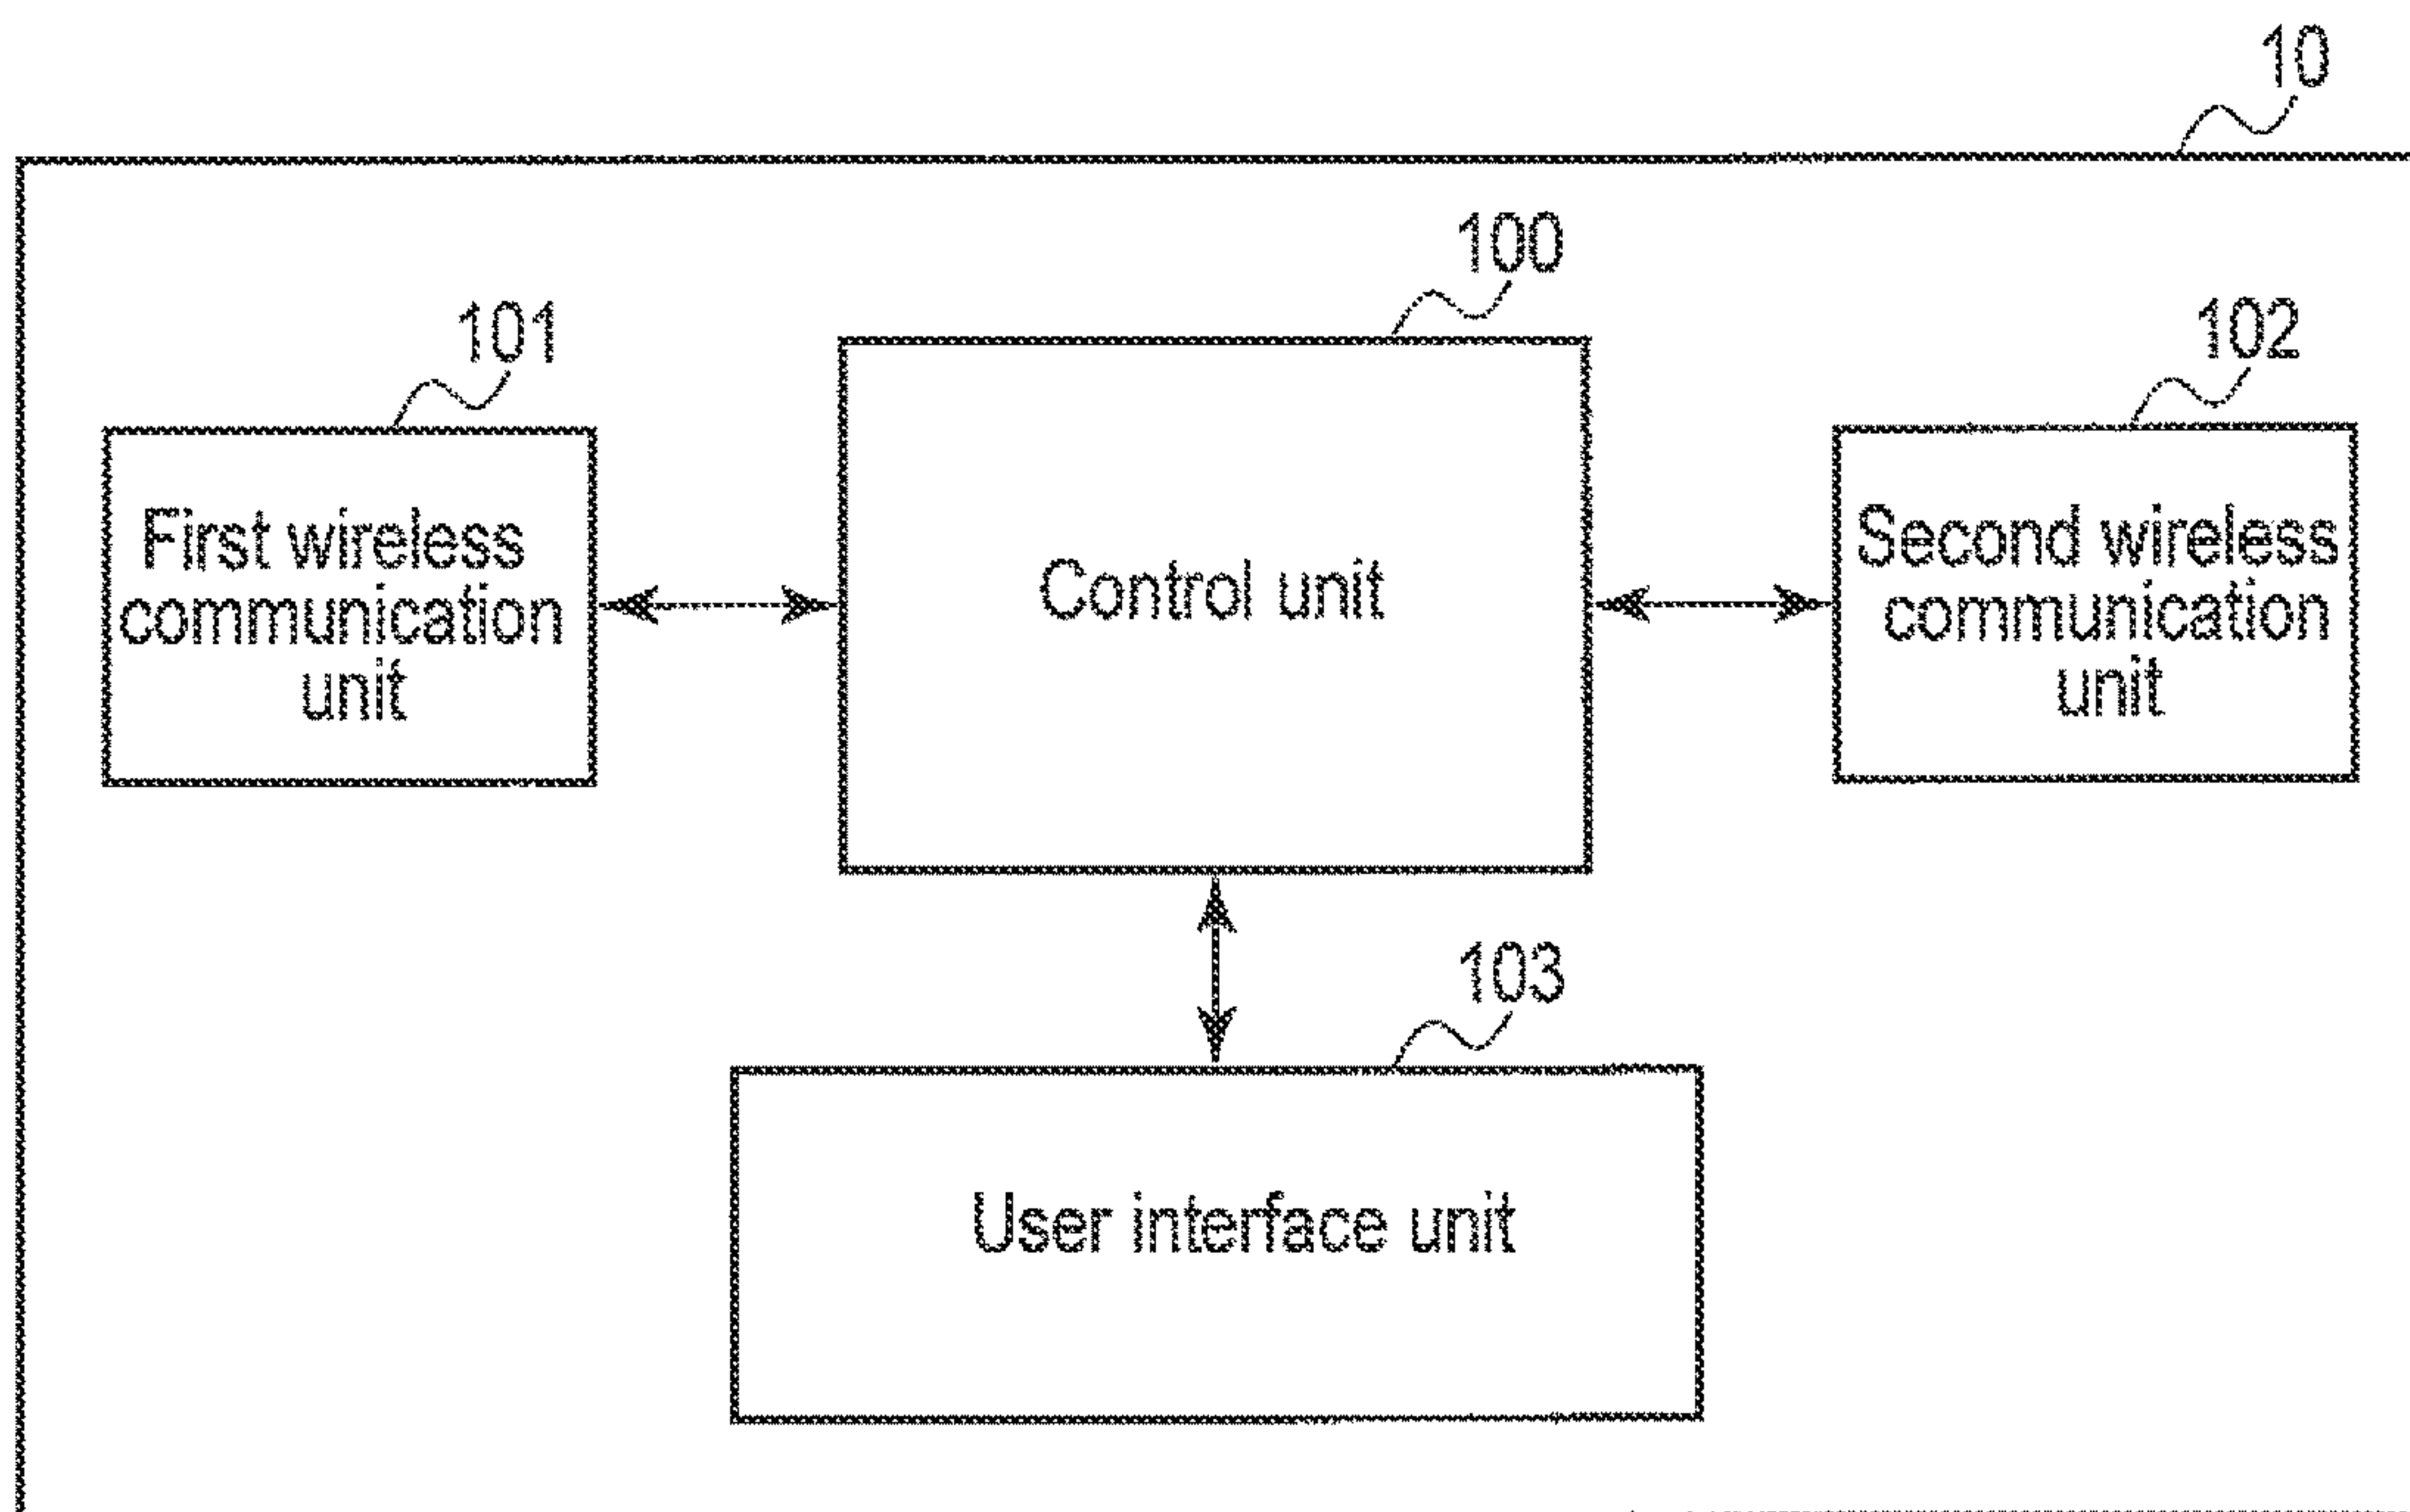 10
100
101
102
First wireless
communication
unit
Control unit
Second wireless
communication
unit
103
User interface unit